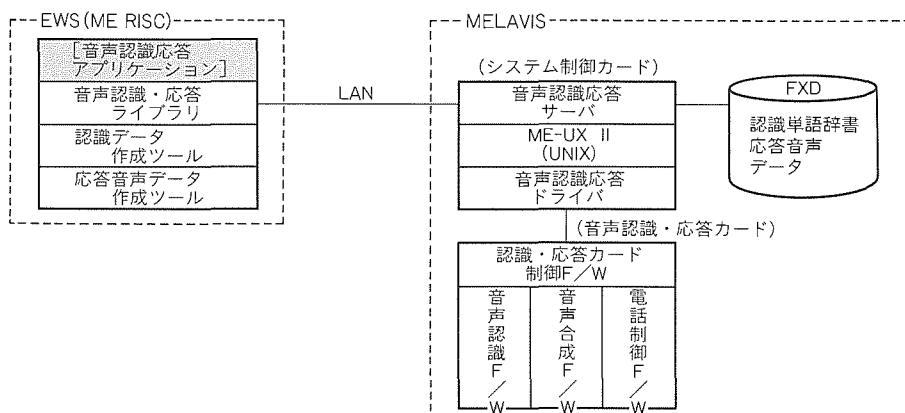 EWS(ME RISC)
[音声認識応答
アプリケーション]
音声認識・応答
ライブラリ
認識データ
作成ツール
応答音声データ
作成ツール
LAN
MELAVIS
(システム制御カード)
音声認識応答
サーバ
ME-UX II
(UNIX)
音声認識応答
ドライバ
FXD
認識単語辞書
応答音声
データ
(音声認識・応答カード)
認識・応答カード
制御F/W
音声認識F/W
音声合成F/W
電話制御F/W